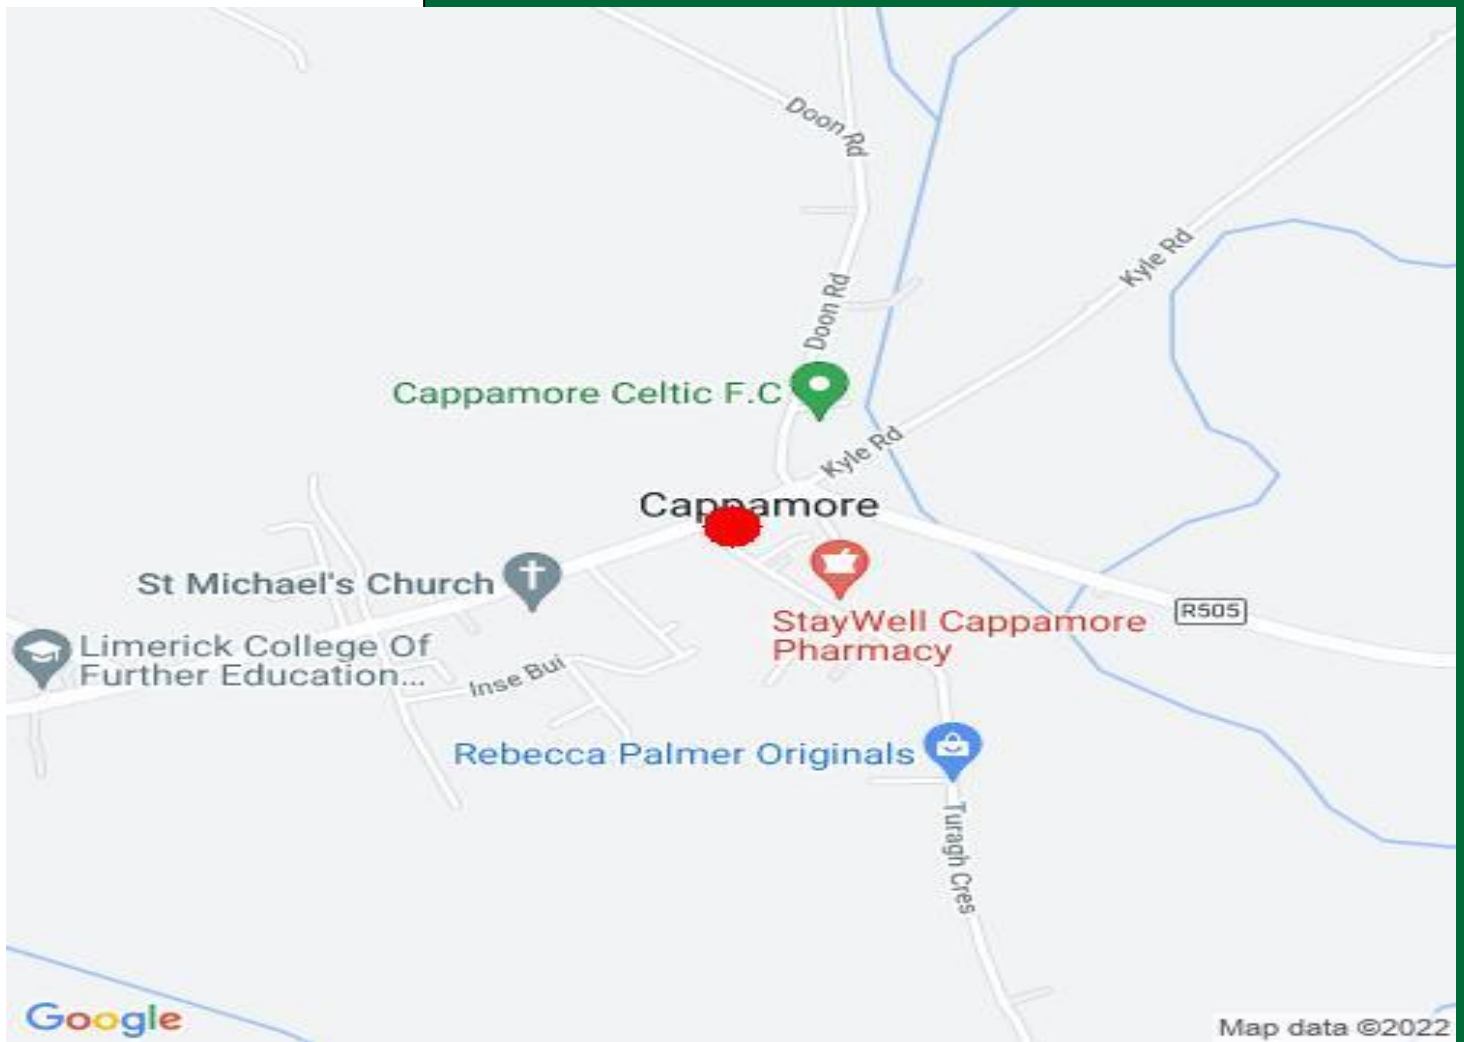 Doon Rd
Kyle Rd
Doon Rd
Cappamore Celtic F.C
Kyle Rd
Cappamore
St Michael's Church
R505
StayWell Cappamore
Pharmacy
Limerick College Of
Further Education...
Inse Bui
Rebecca Palmer Originals
Turagh Cres
Google
Map data ©2022